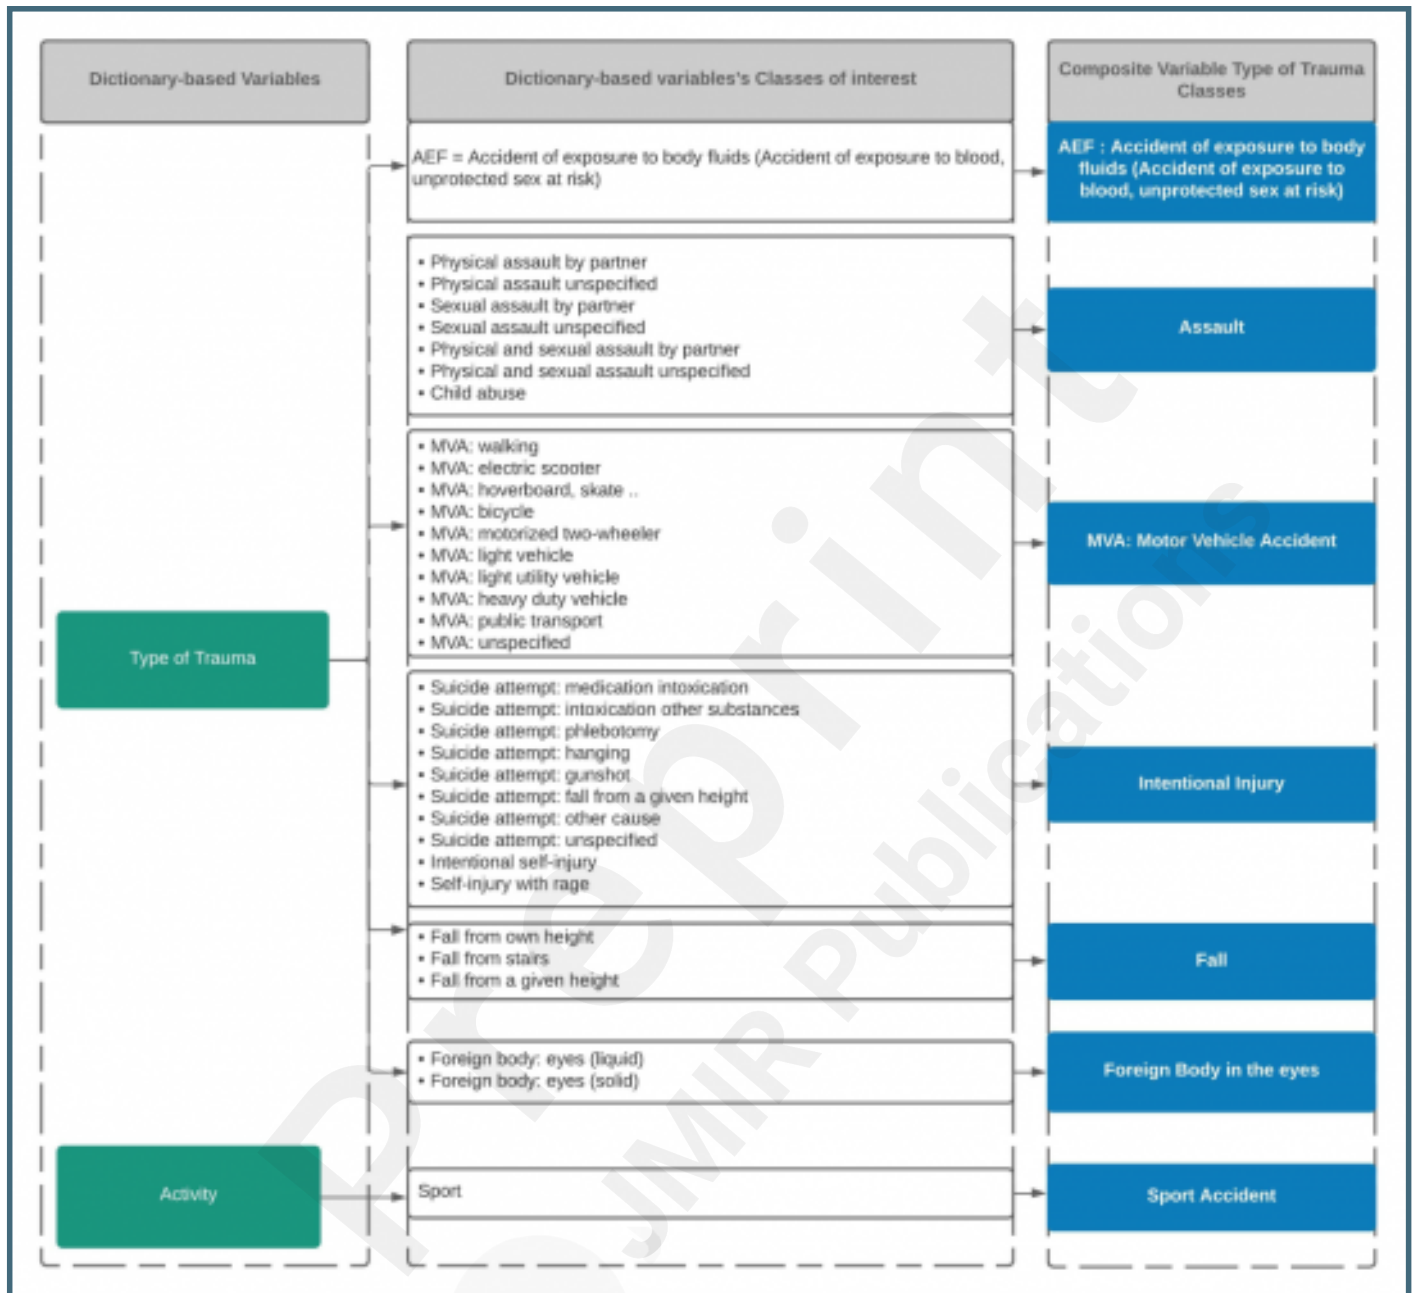 Dictionary-based Variables
Dictionary-based variables's Classes of interest
Composite Variable Type of Trauma
Classes
AEF = Accident of exposure to body fluids (Accident of exposure to blood,
unprotected sex at risk)
AEF : Accident of exposure to body
fluids (Accident of exposure to
blood, unprotected sex at risk)
• Physical assault by partner
• Physical assault unspecified
• Sexual assault by partner
• Sexual assault unspecified
• Physical and sexual assault by partner
• Physical and sexual assault unspecified
• Child abuse
Assault
• MVA: walking
• MVA: electric scooter
• MVA: hoverboard, skate ..
• MVA: bicycle
• MVA: motorized two-wheeler
• MVA: light vehicle
• MVA: light utility vehicle
• MVA: heavy duty vehicle
• MVA: public transport
• MVA: unspecified
MVA: Motor Vehicle Accident
Type of Trauma
• Suicide attempt: medication intoxication
• Suicide attempt: intoxication other substances
• Suicide attempt: phlebotomy
• Suicide attempt: hanging
• Suicide attempt: gunshot
• Suicide attempt: fall from a given height
• Suicide attempt: other cause
• Suicide attempt: unspecified
• Intentional self-injury
• Self-injury with rage
Intentional Injury
• Fall from own height
• Fall from stairs
• Fall from a given height
Fall
• Foreign body: eyes (liquid)
• Foreign body: eyes (solid)
Foreign Body in the eyes
Activity
Sport
Sport Accident
Preprint
JMIR Publications